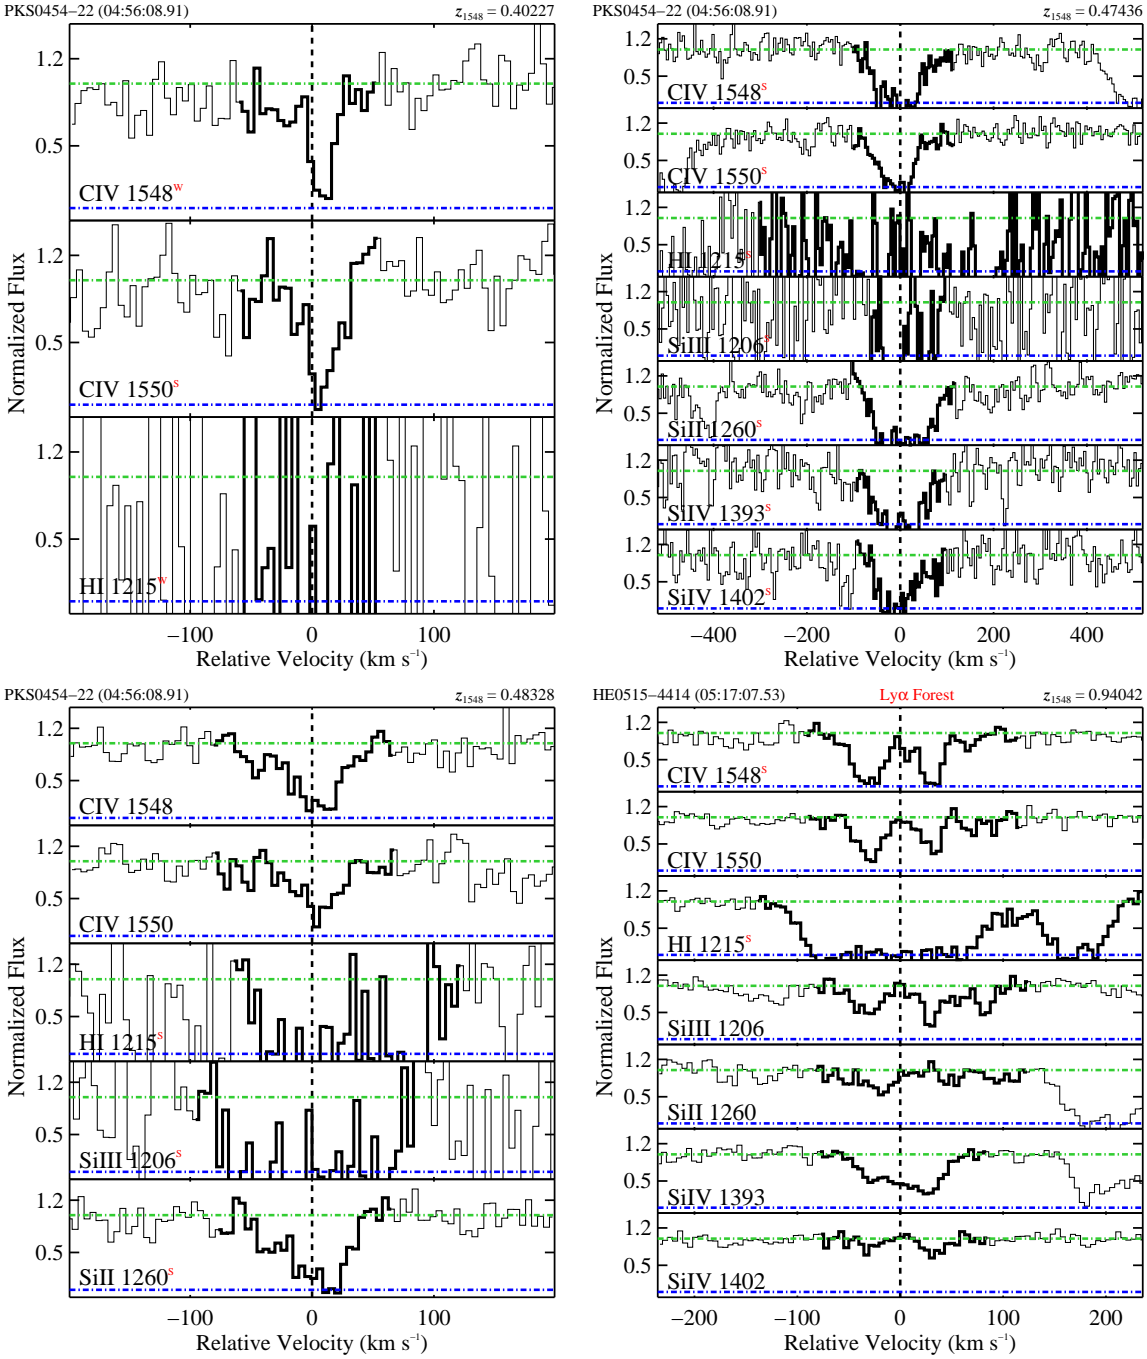 PKS0454−22 (04:56:08.91) z1548 = 0.40227
1.2
0.5
CIV 1548w
1.2
0.5
CIV 1550s
1.2
0.5
HI 1215w
Normalized Flux
−100 0 100
Relative Velocity (km s−1)
PKS0454−22 (04:56:08.91) z1548 = 0.47436
1.2
0.5
CIV 1548s
1.2
0.5
CIV 1550s
1.2
0.5
HI 1215s
1.2
0.5
SiIII 1206s
1.2
0.5
SiII 1260s
1.2
0.5
SiIV 1393s
1.2
0.5
SiIV 1402s
Normalized Flux
−400 −200 0 200 400
Relative Velocity (km s−1)
PKS0454−22 (04:56:08.91) z1548 = 0.48328
1.2
0.5
CIV 1548
1.2
0.5
CIV 1550
1.2
0.5
HI 1215s
1.2
0.5
SiIII 1206s
1.2
0.5
SiII 1260s
Normalized Flux
−100 0 100
Relative Velocity (km s−1)
HE0515−4414 (05:17:07.53) Lyα Forest z1548 = 0.94042
1.2
0.5
CIV 1548s
1.2
0.5
CIV 1550
1.2
0.5
HI 1215s
1.2
0.5
SiIII 1206
1.2
0.5
SiII 1260
1.2
0.5
SiIV 1393
1.2
0.5
SiIV 1402
Normalized Flux
−200 −100 0 100 200
Relative Velocity (km s−1)